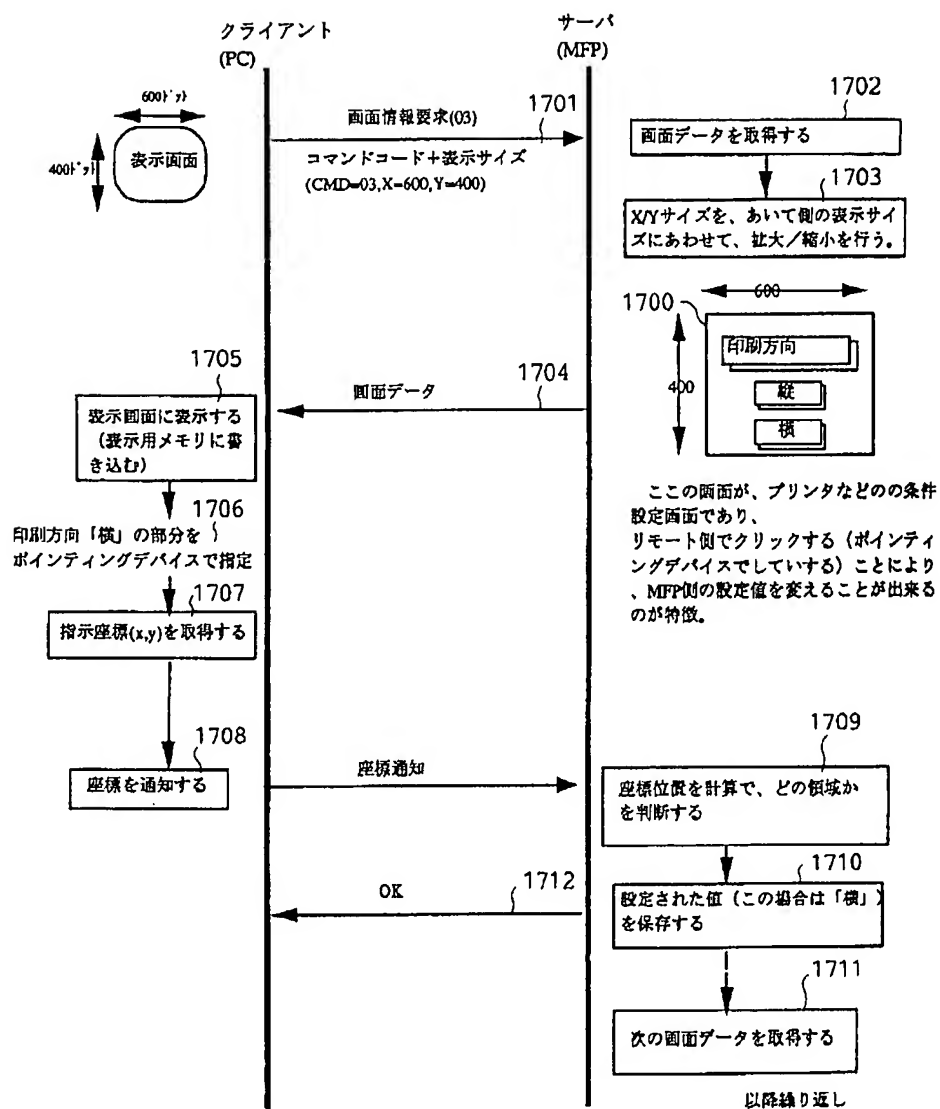 クライアント
(PC)
サーバ
(MFP)
600ドット
400ドット
表示画面
画面情報要求(03)
1701
コマンドコード+表示サイズ
(CMD=03,X=600,Y=400)
1702
画面データを取得する
1703
X/Yサイズを、あいて側の表示サイ
ズにあわせて、拡大/縮小を行う。
1700
600
400
印刷方向
縦
横
1704
画面データ
1705
表示画面に表示する
(表示用メモリに書
き込む)
1706
印刷方向「横」の部分を
ポインティングデバイスで指定
1707
指示座標(x,y)を取得する
ここの画面が、プリンタなどのの条件
設定画面であり、
リモート側でクリックする(ポインティ
ングデバイスでしていする)ことにより
、MFP側の設定値を変えることが出来る
のが特徴。
1708
座標を通知する
座標通知
1709
座標位置を計算で、どの領域か
を判断する
1710
設定された値(この場合は「横」)
を保存する
OK
1712
1711
次の画面データを取得する
以降繰り返し